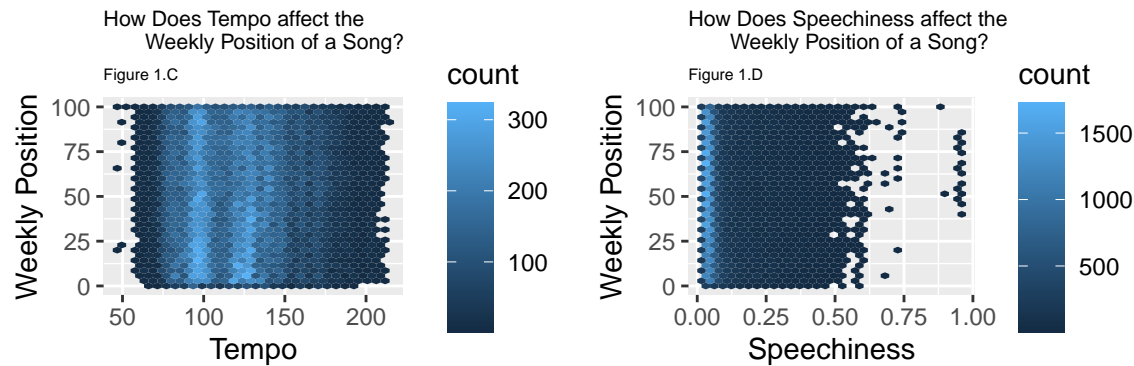 How Does Tempo affect the
Weekly Position of a Song?
Figure 1.C
count
300
200
100
Weekly Position
100
75
50
25
0
50 100 150 200
Tempo
How Does Speechiness affect the
Weekly Position of a Song?
Figure 1.D
count
1500
1000
500
Weekly Position
100
75
50
25
0
0.00 0.25 0.50 0.75 1.00
Speechiness